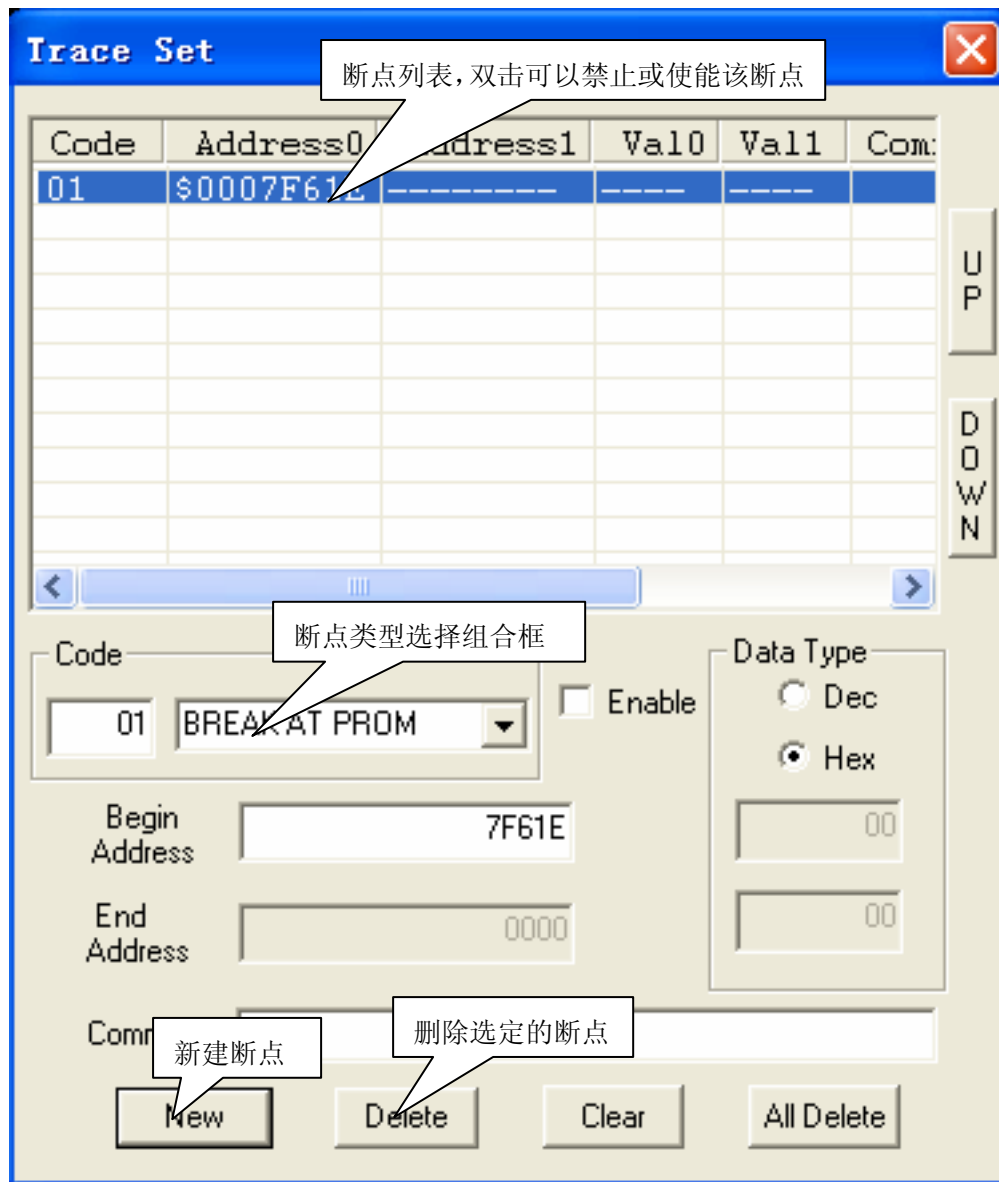 Trace Set
断点列表，双击可以禁止或使能该断点
Code Address0 Address1 Val0 Val1 Com
01 $0007F61E -------- ---- ----
UP
DOWN
断点类型选择组合框
Code
Data Type
01 BREAK AT PROM
Enable
Dec
Hex
Begin Address
7F61E
00
End Address
0000
00
Comm
新建断点
删除选定的断点
New Delete Clear All Delete